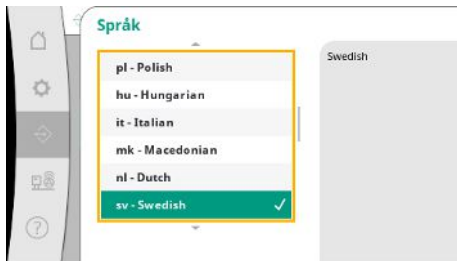 Språk
pl - Polish
hu - Hungarian
it - Italian
mk - Macedonian
nl - Dutch
sv - Swedish
Swedish
?